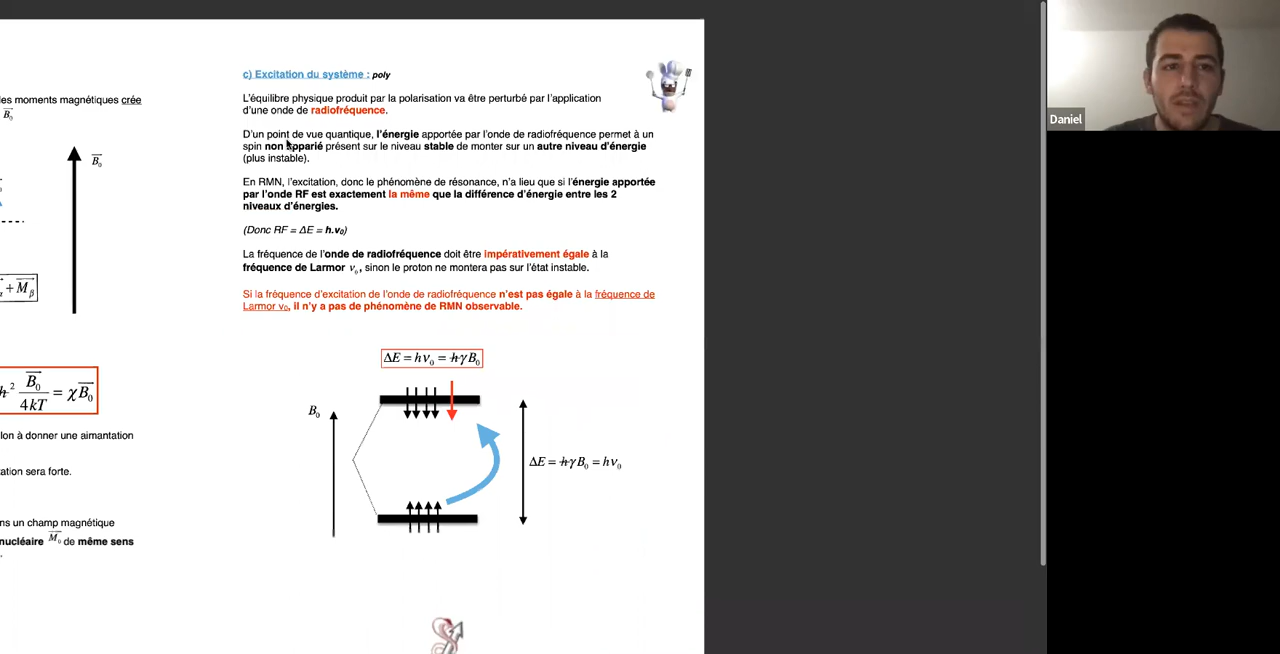 les moments magnétiques crée
B₀
B₀
+ M_β
ħ² B₀ / 4kT = χB₀
à donner une aimantation
sera forte.
un champ magnétique
nucléaire M₀ de même sens
c) Excitation du système : poly
L'équilibre physique produit par la polarisation va être perturbé par l'application
d'une onde de radiofréquence.
D'un point de vue quantique, l'énergie apportée par l'onde de radiofréquence permet à un
spin non apparié présent sur le niveau stable de monter sur un autre niveau d'énergie
(plus instable).
En RMN, l'excitation, donc le phénomène de résonance, n'a lieu que si l'énergie apportée
par l'onde RF est exactement la même que la différence d'énergie entre les 2
niveaux d'énergies.
(Donc RF = ΔE = h.v₀)
La fréquence de l'onde de radiofréquence doit être impérativement égale à la
fréquence de Larmor ν₀, sinon le proton ne montera pas sur l'état instable.
Si la fréquence d'excitation de l'onde de radiofréquence n'est pas égale à la fréquence de
Larmor v₀, il n'y a pas de phénomène de RMN observable.
ΔE = hν₀ = ħγB₀
B₀
ΔE = ħγB₀ = hν₀
Daniel